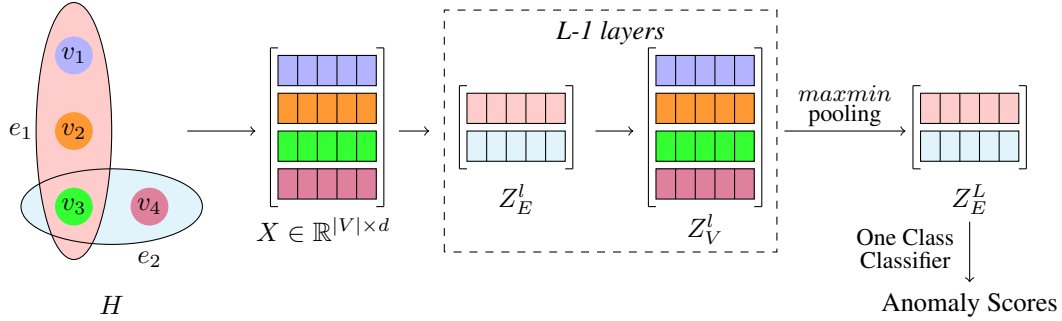 v₁
v₂
e₁
v₃
v₄
e₂
H
X ∈ ℝ^{|V|×d}
L-1 layers
Z_E^l
Z_V^l
maxmin
pooling
Z_E^L
One Class
Classifier
Anomaly Scores